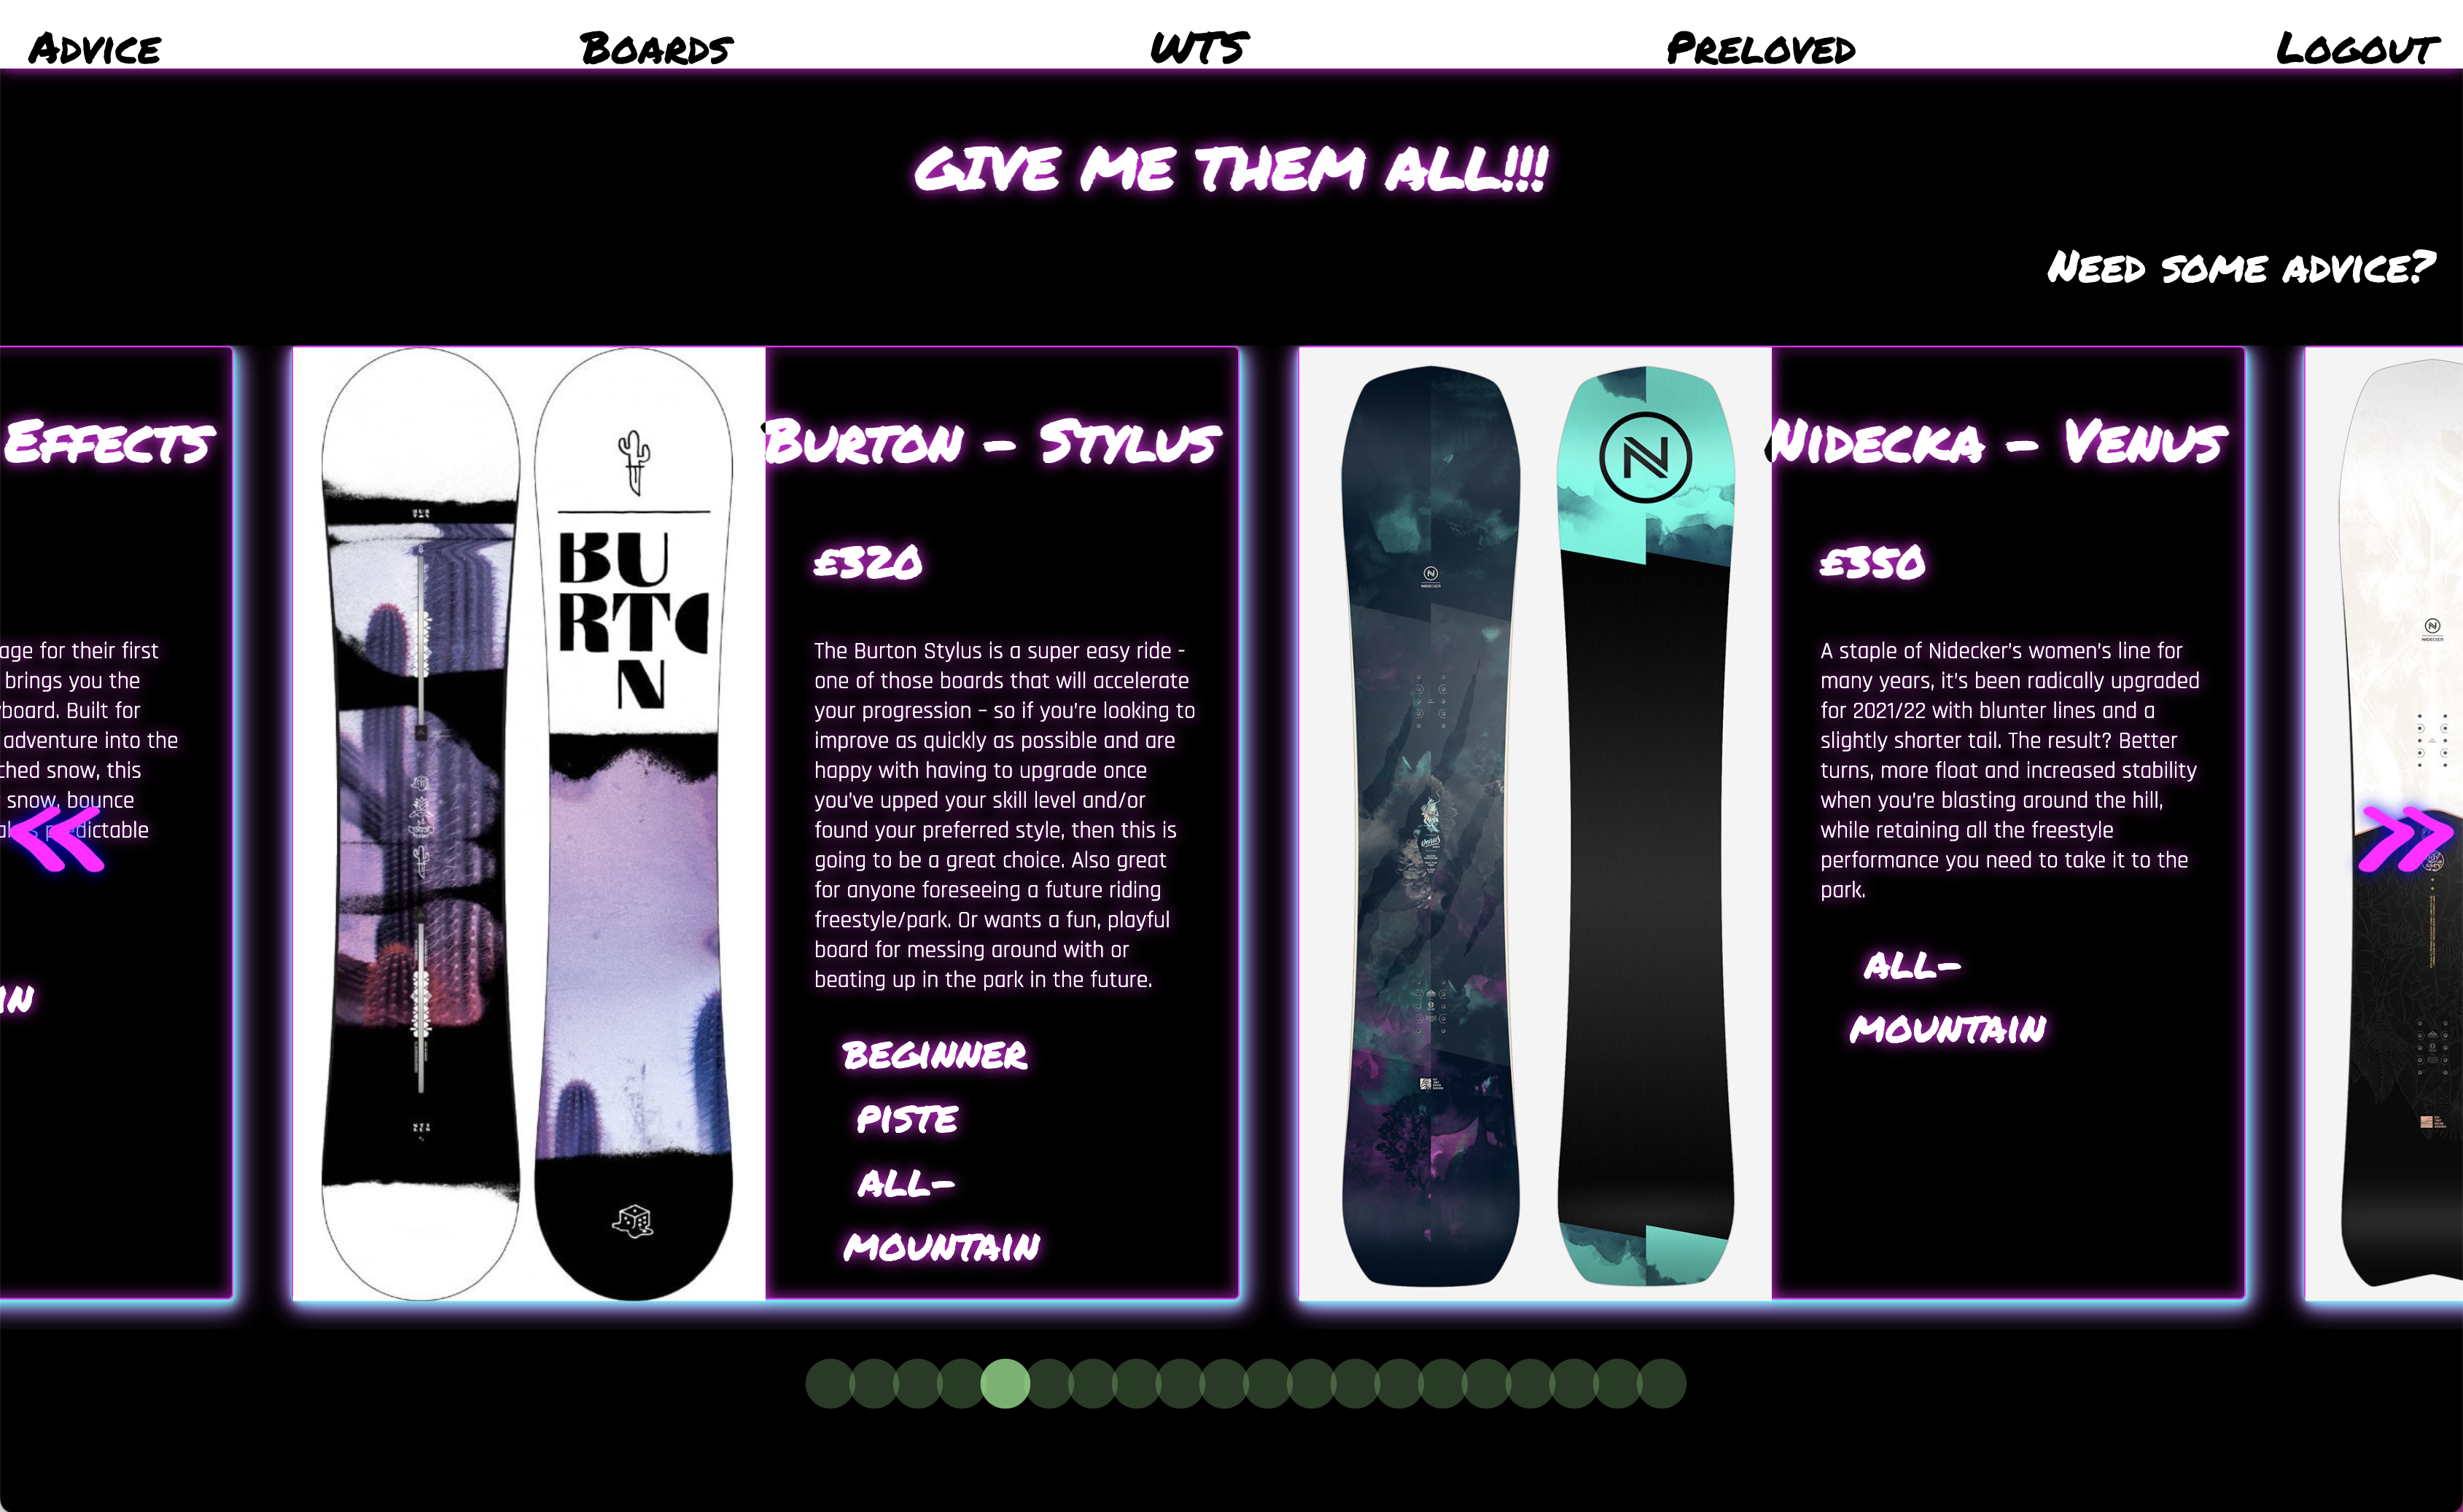 Advice Boards WTS Preloved Logout
GIVE ME THEM ALL!!!
Need some advice?
Effects
age for their first
brings you the
board. Built for
adventure into the
ched snow, this
snow, bounce
dictable
IN
BU
RTO
N
Burton - Stylus
£320
The Burton Stylus is a super easy ride -
one of those boards that will accelerate
your progression – so if you're looking to
improve as quickly as possible and are
happy with having to upgrade once
you've upped your skill level and/or
found your preferred style, then this is
going to be a great choice. Also great
for anyone foreseeing a future riding
freestyle/park. Or wants a fun, playful
board for messing around with or
beating up in the park in the future.
BEGINNER
PISTE
ALL-
MOUNTAIN
N
NIDECKER
Venus
Nidecka - Venus
£350
A staple of Nidecker's women's line for
many years, it's been radically upgraded
for 2021/22 with blunter lines and a
slightly shorter tail. The result? Better
turns, more float and increased stability
when you're blasting around the hill,
while retaining all the freestyle
performance you need to take it to the
park.
ALL-
MOUNTAIN
NIDECKER